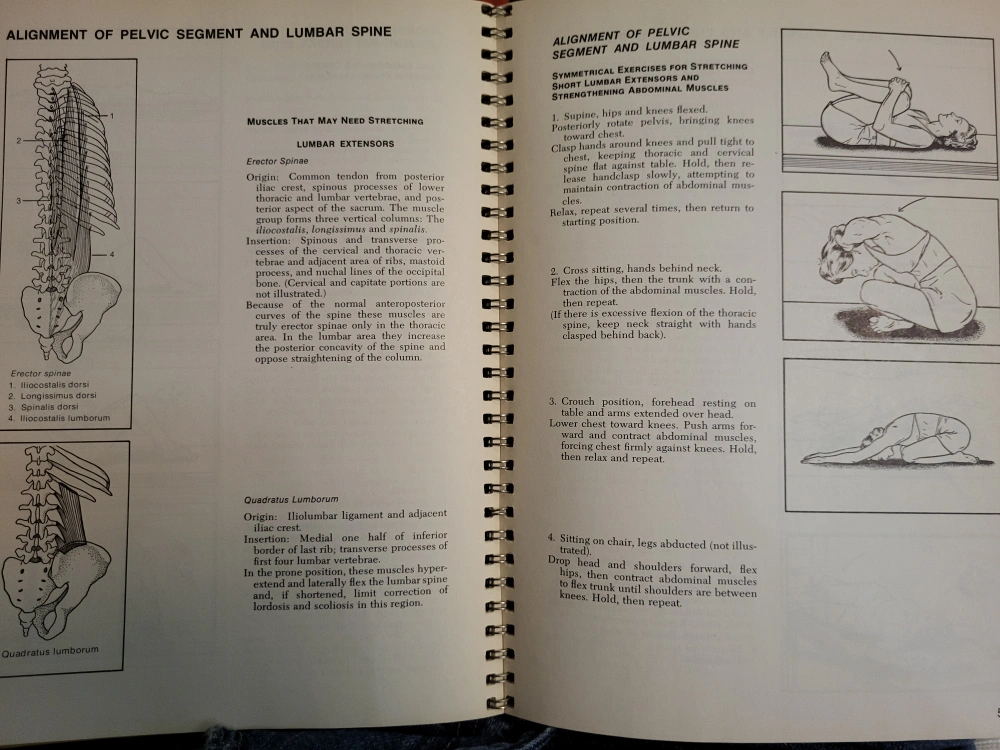 ALIGNMENT OF PELVIC SEGMENT AND LUMBAR SPINE
1
2
3
4
Erector spinae
1. Iliocostalis dorsi
2. Longissimus dorsi
3. Spinalis dorsi
4. Iliocostalis lumborum
Quadratus lumborum
MUSCLES THAT MAY NEED STRETCHING
LUMBAR EXTENSORS
Erector Spinae
Origin: Common tendon from posterior
iliac crest, spinous processes of lower
thoracic and lumbar vertebrae, and pos-
terior aspect of the sacrum. The muscle
group forms three vertical columns: The
iliocostalis, longissimus and spinalis.
Insertion: Spinous and transverse pro-
cesses of the cervical and thoracic ver-
tebrae and adjacent area of ribs, mastoid
process, and nuchal lines of the occipital
bone. (Cervical and capitate portions are
not illustrated.)
Because of the normal anteroposterior
curves of the spine these muscles are
truly erector spinae only in the thoracic
area. In the lumbar area they increase
the posterior concavity of the spine and
oppose straightening of the column.
Quadratus Lumborum
Origin: Iliolumbar ligament and adjacent
iliac crest.
Insertion: Medial one half of inferior
border of last rib; transverse processes of
first four lumbar vertebrae.
In the prone position, these muscles hyper-
extend and laterally flex the lumbar spine
and, if shortened, limit correction of
lordosis and scoliosis in this region.
ALIGNMENT OF PELVIC
SEGMENT AND LUMBAR SPINE
SYMMETRICAL EXERCISES FOR STRETCHING
SHORT LUMBAR EXTENSORS AND
STRENGTHENING ABDOMINAL MUSCLES
1. Supine, hips and knees flexed.
Posteriorly rotate pelvis, bringing knees
toward chest.
Clasp hands around knees and pull tight to
chest, keeping thoracic and cervical
spine flat against table. Hold, then re-
lease handclasp slowly, attempting to
maintain contraction of abdominal mus-
cles.
Relax, repeat several times, then return to
starting position.
2. Cross sitting, hands behind neck.
Flex the hips, then the trunk with a con-
traction of the abdominal muscles. Hold,
then repeat.
(If there is excessive flexion of the thoracic
spine, keep neck straight with hands
clasped behind back).
3. Crouch position, forehead resting on
table and arms extended over head.
Lower chest toward knees. Push arms for-
ward and contract abdominal muscles,
forcing chest firmly against knees. Hold,
then relax and repeat.
4. Sitting on chair, legs abducted (not illus-
trated).
Drop head and shoulders forward, flex
hips, then contract abdominal muscles
to flex trunk until shoulders are between
knees. Hold, then repeat.